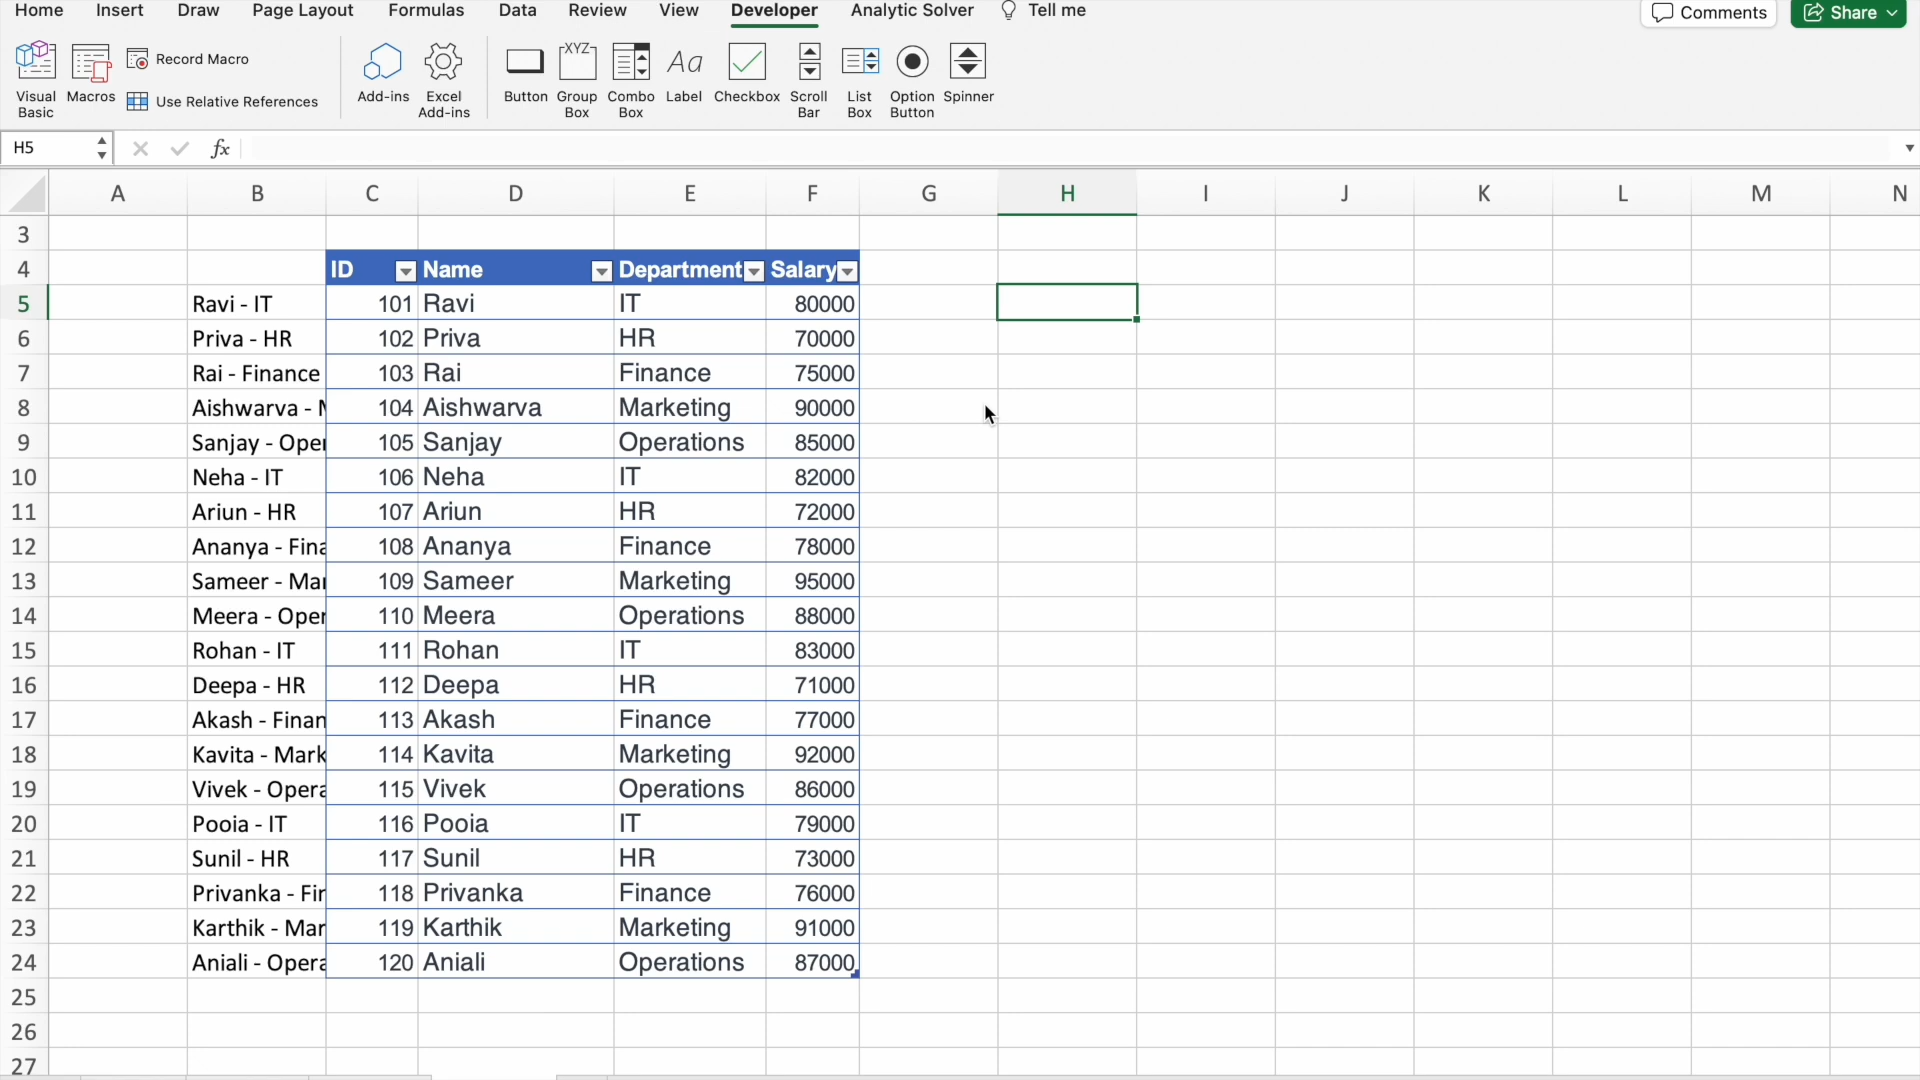 Home Insert Draw Page Layout Formulas Data Review View Developer Analytic Solver Tell me Comments Share
Visual Basic Macros Record Macro Use Relative References Add-ins Excel Add-ins Button XYZ Group Box Combo Box Aa Label Checkbox Scroll Bar List Box Option Button Spinner
H5 fx
A B C D E F G H I J K L M N
3
4 ID Name Department Salary
5 Ravi - IT 101 Ravi IT 80000
6 Priva - HR 102 Priva HR 70000
7 Rai - Finance 103 Rai Finance 75000
8 Aishwarva - 104 Aishwarva Marketing 90000
9 Sanjay - Oper 105 Sanjay Operations 85000
10 Neha - IT 106 Neha IT 82000
11 Ariun - HR 107 Ariun HR 72000
12 Ananya - Fina 108 Ananya Finance 78000
13 Sameer - Mar 109 Sameer Marketing 95000
14 Meera - Oper 110 Meera Operations 88000
15 Rohan - IT 111 Rohan IT 83000
16 Deepa - HR 112 Deepa HR 71000
17 Akash - Finan 113 Akash Finance 77000
18 Kavita - Mark 114 Kavita Marketing 92000
19 Vivek - Opera 115 Vivek Operations 86000
20 Pooia - IT 116 Pooia IT 79000
21 Sunil - HR 117 Sunil HR 73000
22 Privanka - Fin 118 Privanka Finance 76000
23 Karthik - Mar 119 Karthik Marketing 91000
24 Aniali - Opera 120 Aniali Operations 87000
25
26
27